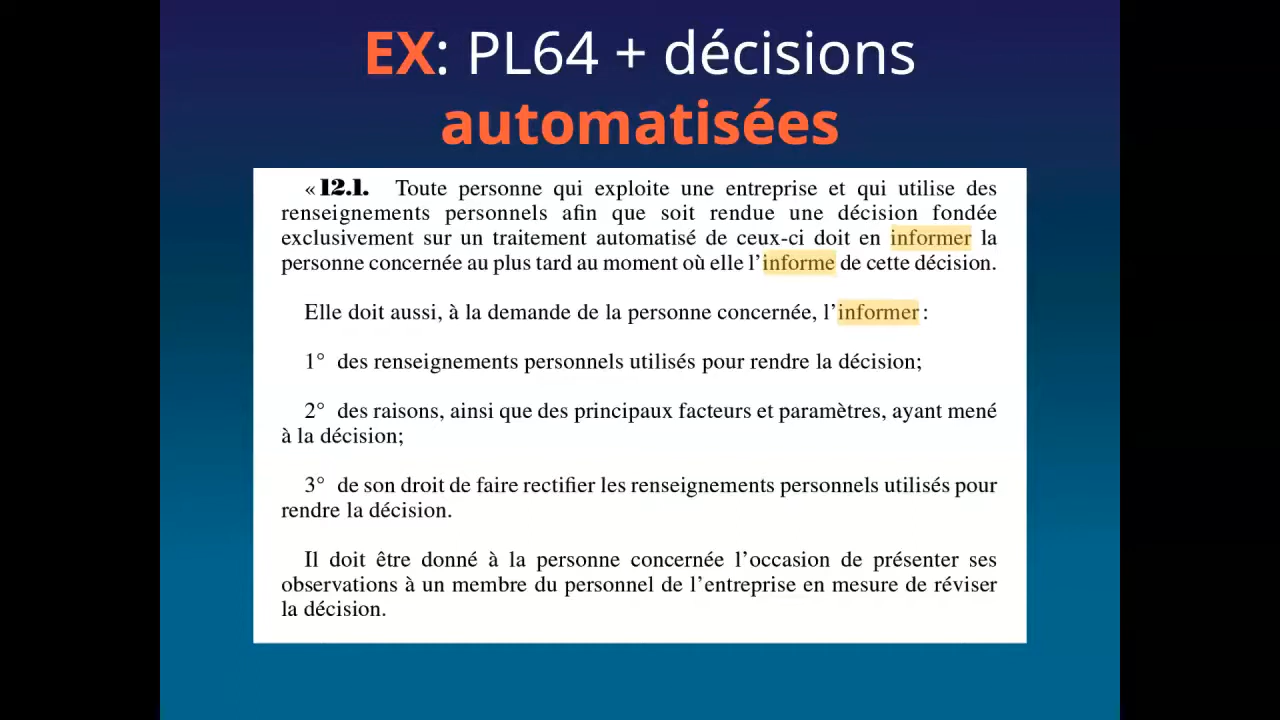 EX: PL64 + décisions
automatisées
« 12.1. Toute personne qui exploite une entreprise et qui utilise des
renseignements personnels afin que soit rendue une décision fondée
exclusivement sur un traitement automatisé de ceux-ci doit en informer la
personne concernée au plus tard au moment où elle l’informe de cette décision.
Elle doit aussi, à la demande de la personne concernée, l’informer :
1° des renseignements personnels utilisés pour rendre la décision;
2° des raisons, ainsi que des principaux facteurs et paramètres, ayant mené
à la décision;
3° de son droit de faire rectifier les renseignements personnels utilisés pour
rendre la décision.
Il doit être donné à la personne concernée l’occasion de présenter ses
observations à un membre du personnel de l’entreprise en mesure de réviser
la décision.